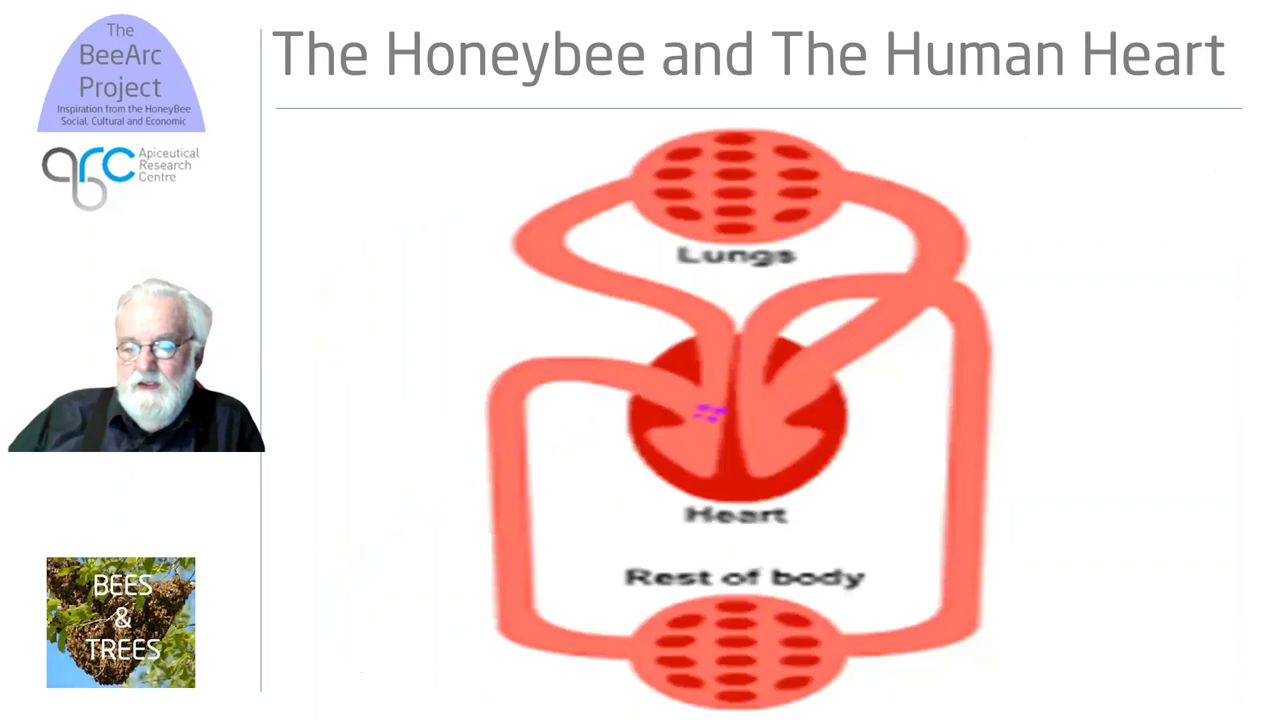 The
BeeArc
Project
Inspiration from the HoneyBee
Social, Cultural and Economic
arc
Apiceutical
Research
Centre
The Honeybee and The Human Heart
Lungs
Heart
Rest of body
BEES
&
TREES